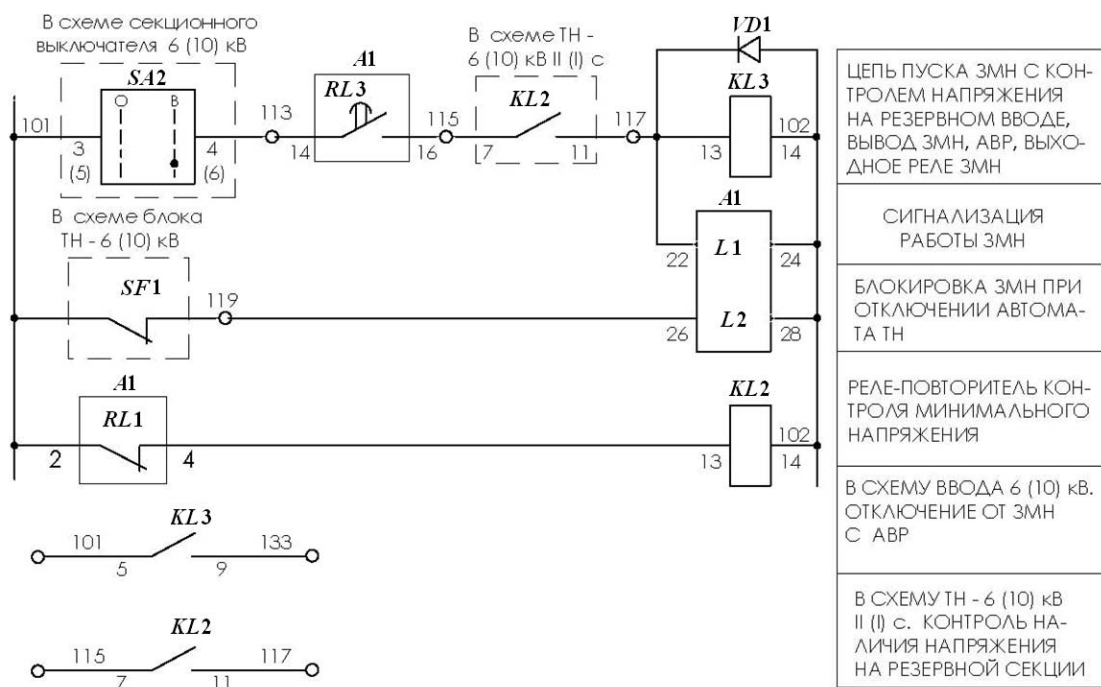 В схеме секционного
выключателя 6 (10) кВ
SA2
О В
101
3
(5)
4
(6)
113
A1
RL3
14
16
115
В схеме ТН -
6 (10) кВ II (I) с
KL2
7
11
117
VD1
KL3
13
102
14
A1
22
L1
24
26
L2
28
В схеме блока
ТН - 6 (10) кВ
SF1
119
A1
RL1
2
4
KL2
13
102
14
KL3
101
133
5
9
KL2
115
117
7
11
ЦЕПЬ ПУСКА ЗМН С КОН-
ТРОЛЕМ НАПРЯЖЕНИЯ
НА РЕЗЕРВНОМ ВВОДЕ,
ВЫВОД ЗМН, АВР, ВЫХО-
ДНОЕ РЕЛЕ ЗМН
СИГНАЛИЗАЦИЯ
РАБОТЫ ЗМН
БЛОКИРОВКА ЗМН ПРИ
ОТКЛЮЧЕНИИ АВТОМА-
ТА ТН
РЕЛЕ-ПОВТОРИТЕЛЬ КОН-
ТРОЛЯ МИНИМАЛЬНОГО
НАПРЯЖЕНИЯ
В СХЕМУ ВВОДА 6 (10) кВ.
ОТКЛЮЧЕНИЕ ОТ ЗМН
С АВР
В СХЕМУ ТН - 6 (10) кВ
II (I) с. КОНТРОЛЬ НА-
ЛИЧИЯ НАПРЯЖЕНИЯ
НА РЕЗЕРВНОЙ СЕКЦИИ